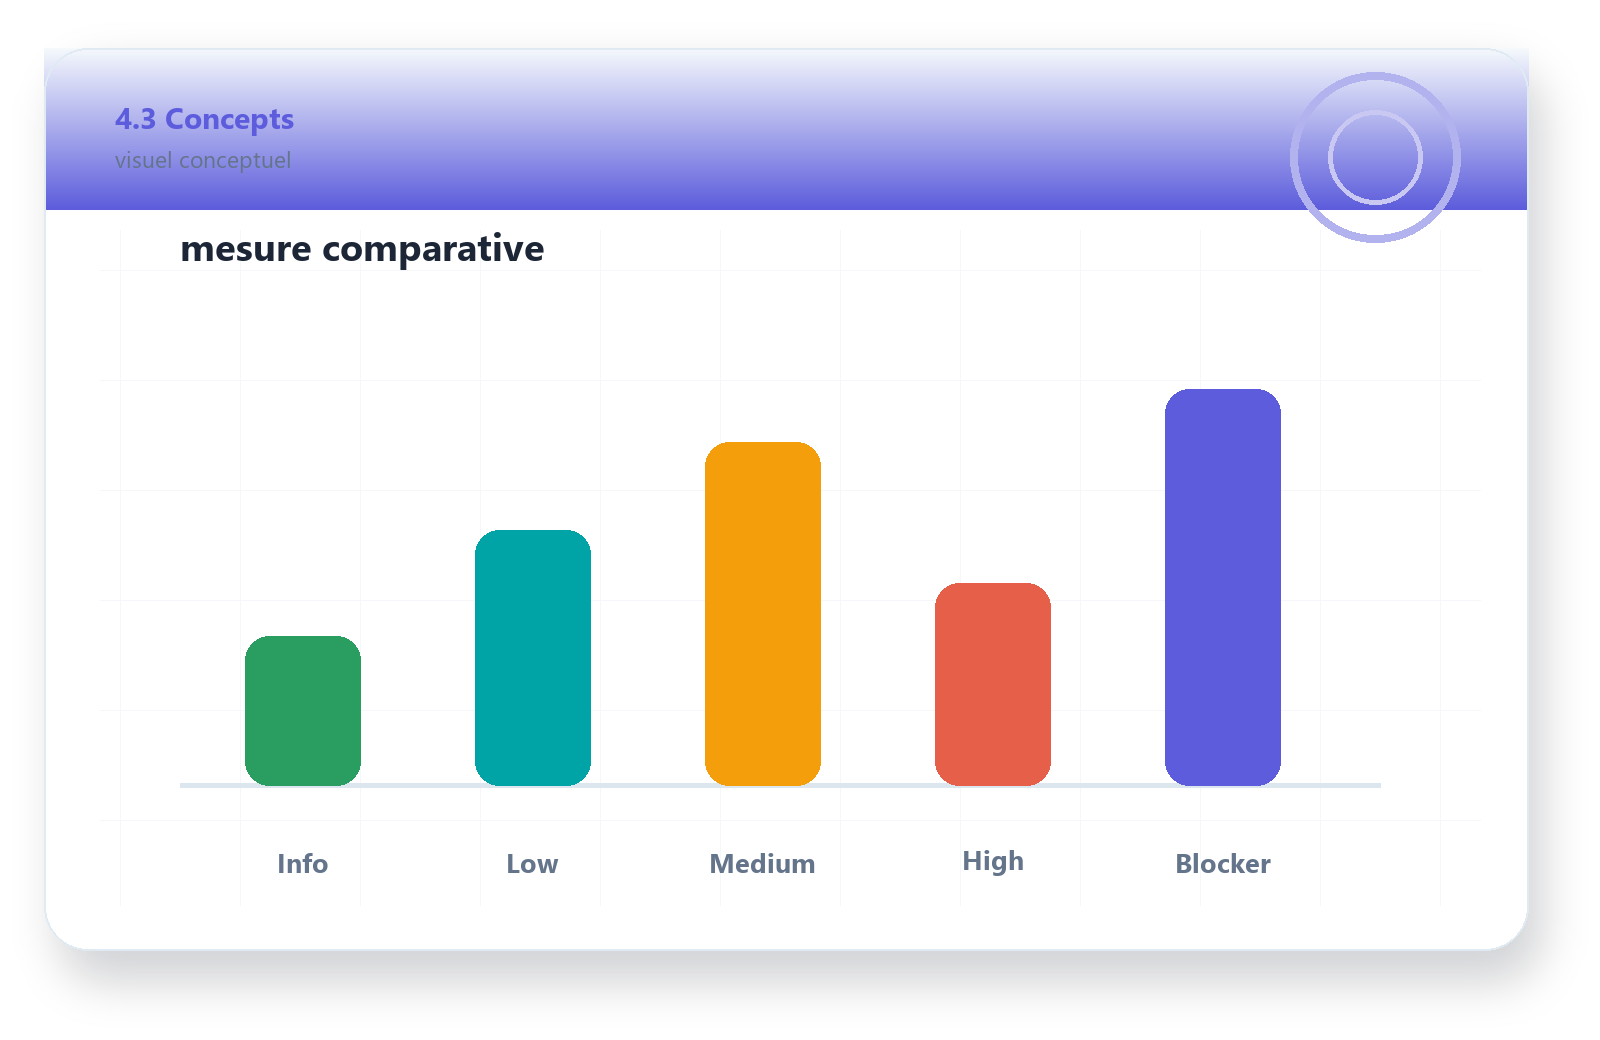 4.3 Concepts
visuel conceptuel
mesure comparative
Info
Low
Medium
High
Blocker